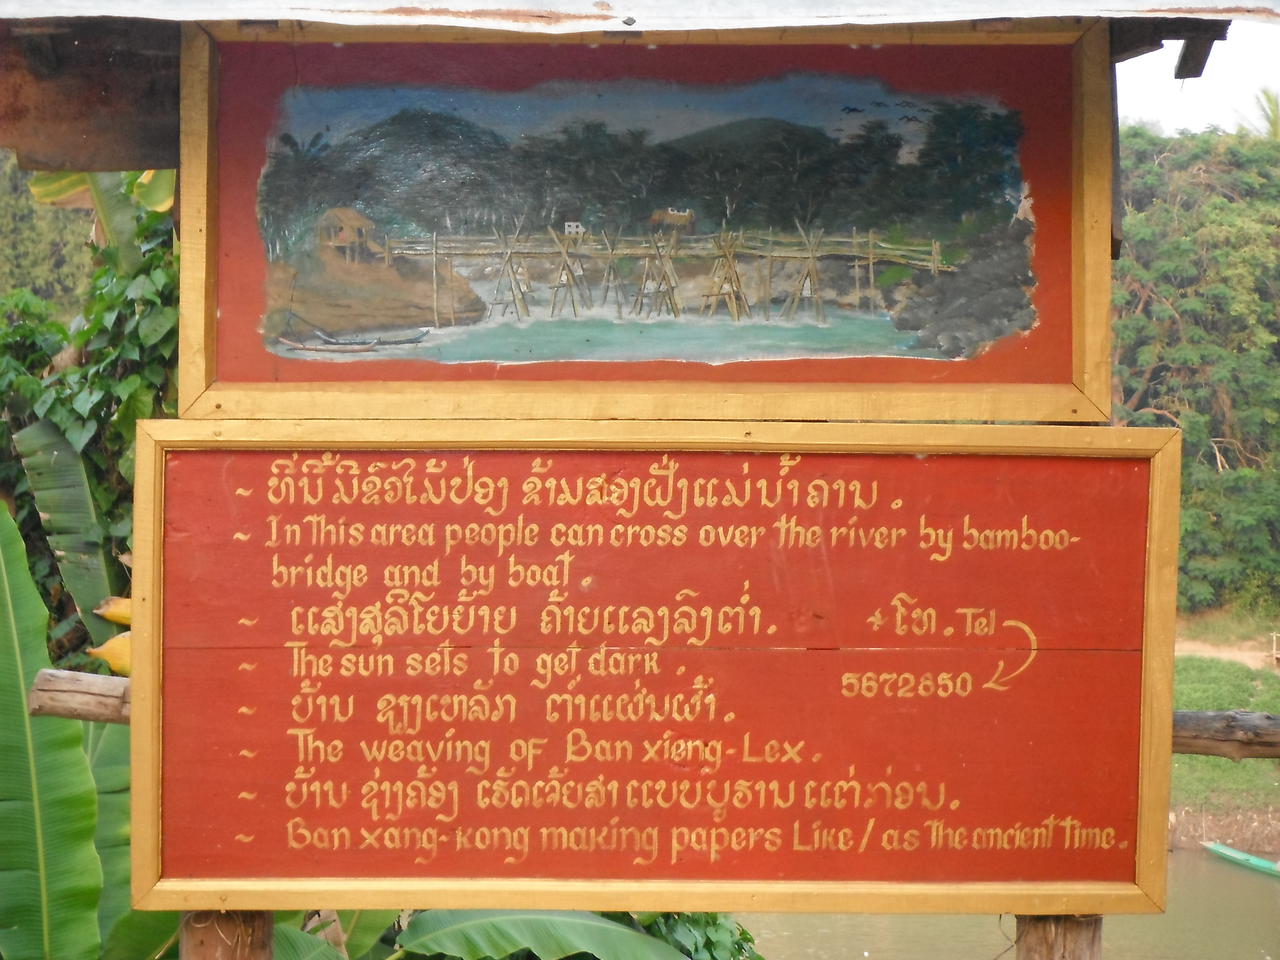 ~ ທີ່ນີ້ມີຂົວໄມ້ປ່ອງ ຂ້າມສອງຝັ່ງແມ່ນ້ຳຄານ.
~ In This area people can cross over the river by bamboo-
bridge and by boat.
~ ແສງສຸລິໂຍຍ້າຍ ຄ້າຍແລງລົງຕ່ຳ. + ໂທ. Tel
~ The sun sets to get dark. 5672850
~ ບ້ານ ຊຽງເຫລັກ ຕ່ຳແຜ່ນຜ້າ.
~ The weaving of Ban xieng-Lex.
~ ບ້ານ ຊ່າງຄ້ອງ ເຮັດເຈ້ຍສາແບບບູຮານແຕ່ກ່ອນ.
~ Ban xang-kong making papers Like/as The ancient Time.